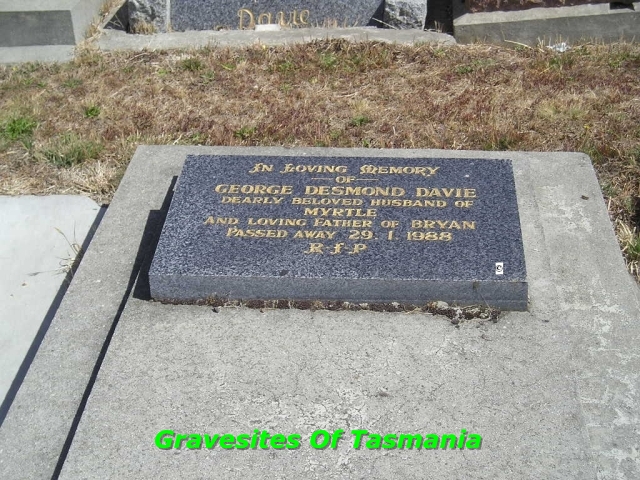 Davie
In Loving Memory
OF
GEORGE DESMOND DAVIE
DEARLY BELOVED HUSBAND OF
MYRTLE
AND LOVING FATHER OF BRYAN
PASSED AWAY 29. 1. 1988
R.I.P
Gravesites Of Tasmania